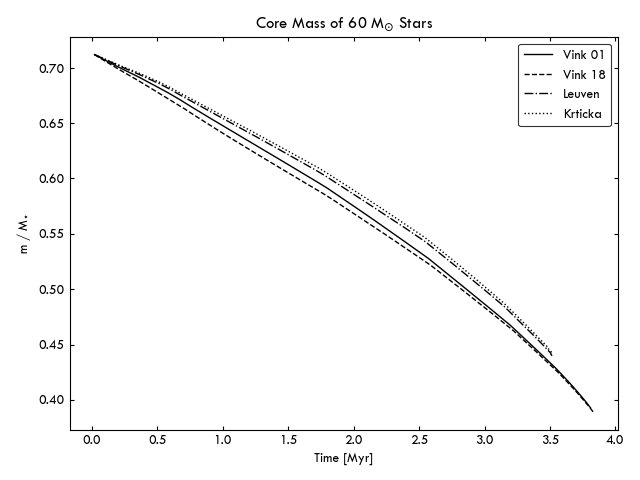 Core Mass of 60 M⊙ Stars
Vink 01
Vink 18
Leuven
Krticka
m / M⋆
0.70
0.65
0.60
0.55
0.50
0.45
0.40
0.0 0.5 1.0 1.5 2.0 2.5 3.0 3.5 4.0
Time [Myr]